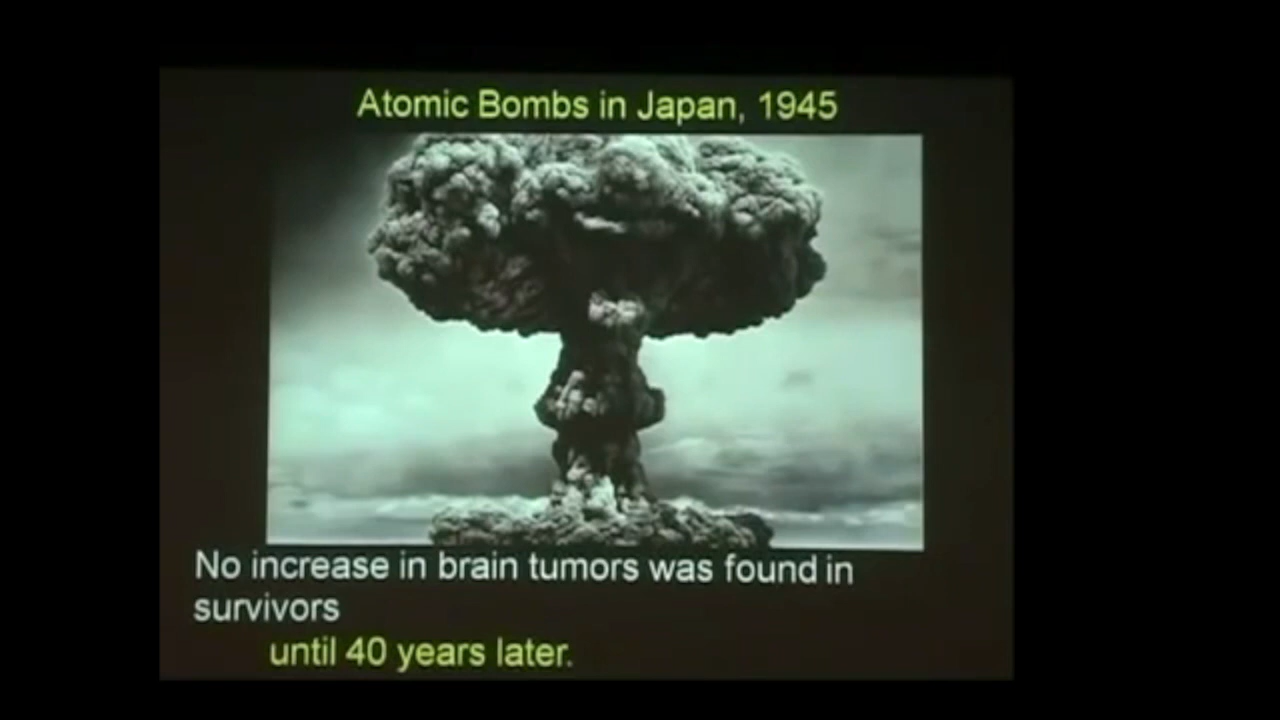 Atomic Bombs in Japan, 1945
No increase in brain tumors was found in
survivors
until 40 years later.